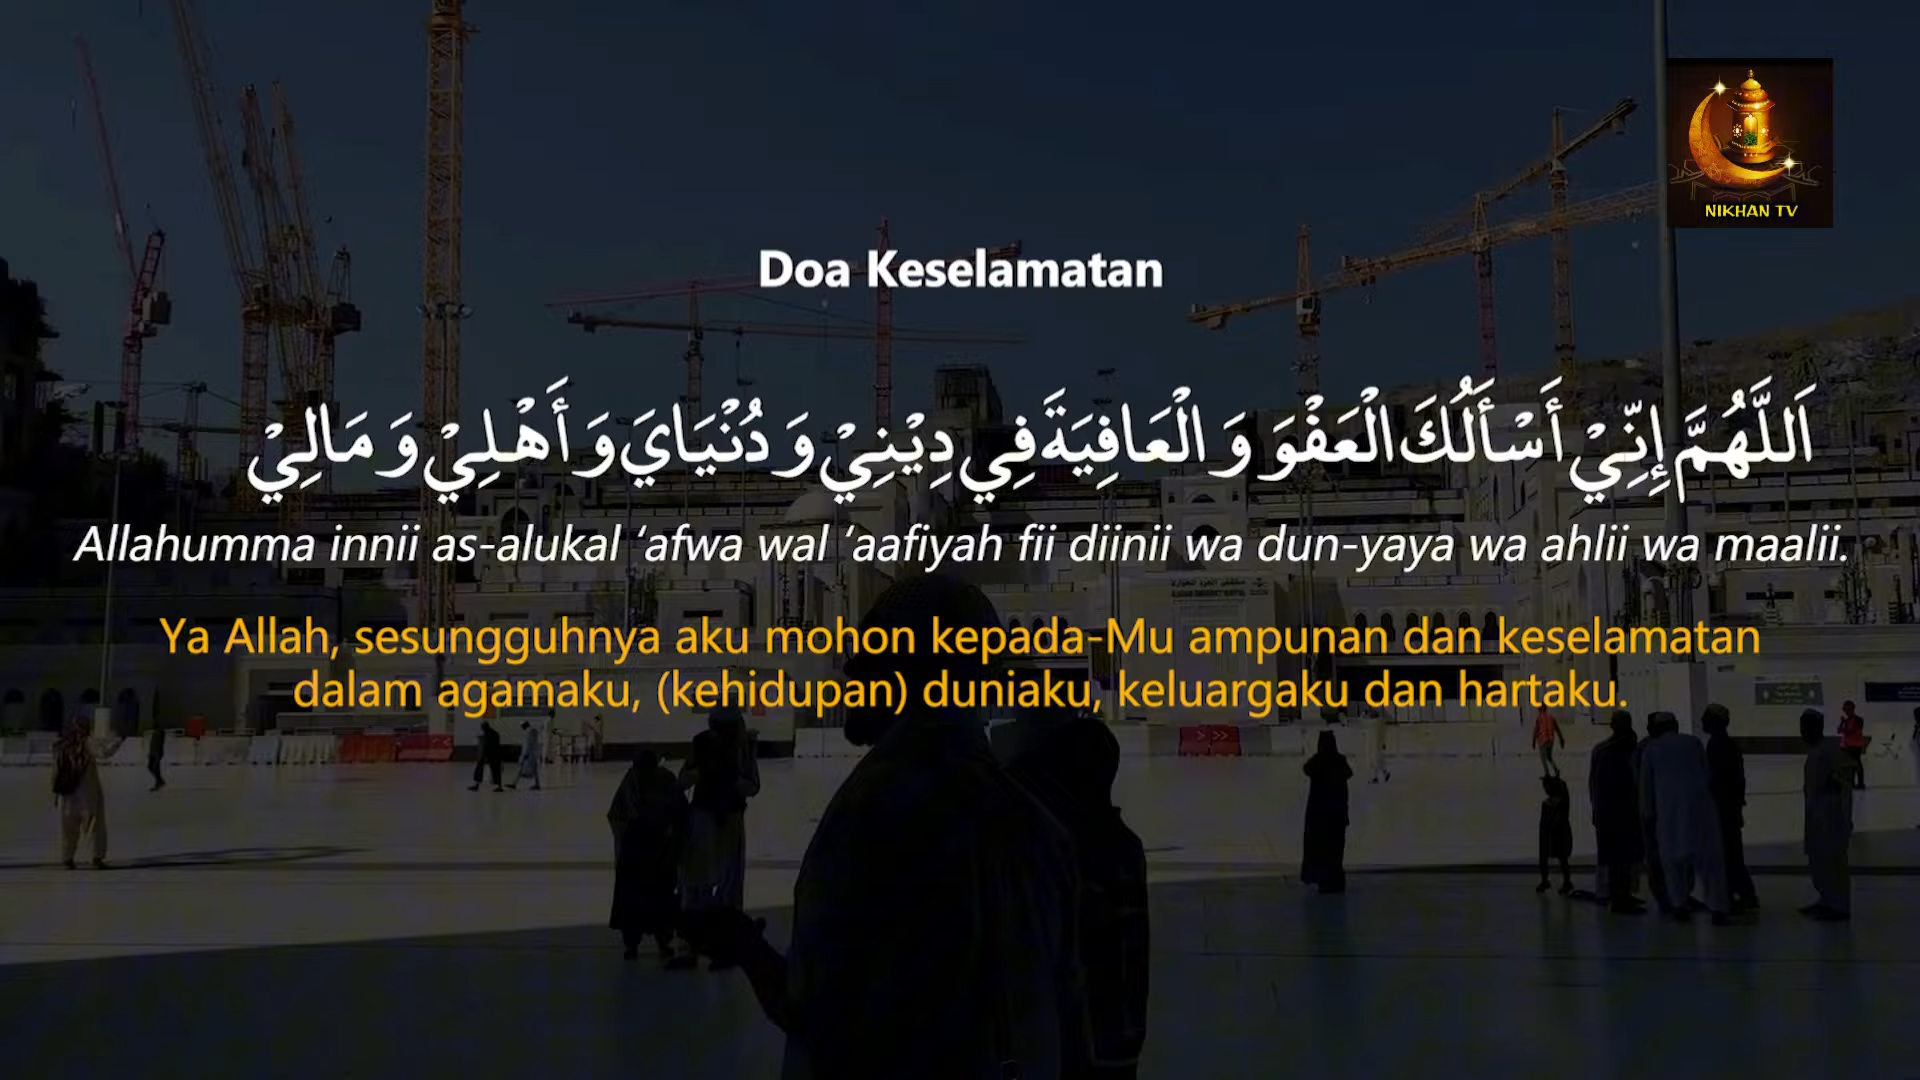 NIKHAN TV
Doa Keselamatan
اَللَّهُمَّ إِنِّيْ أَسْأَلُكَ الْعَفْوَ وَ الْعَافِيَةَ فِي دِيْنِيْ وَ دُنْيَايَ وَ أَهْلِيْ وَ مَالِيْ
Allahumma innii as-alukal ‘afwa wal ‘aafiyah fii diinii wa dun-yaya wa ahlii wa maalii.
Ya Allah, sesungguhnya aku mohon kepada-Mu ampunan dan keselamatan
dalam agamaku, (kehidupan) duniaku, keluargaku dan hartaku.